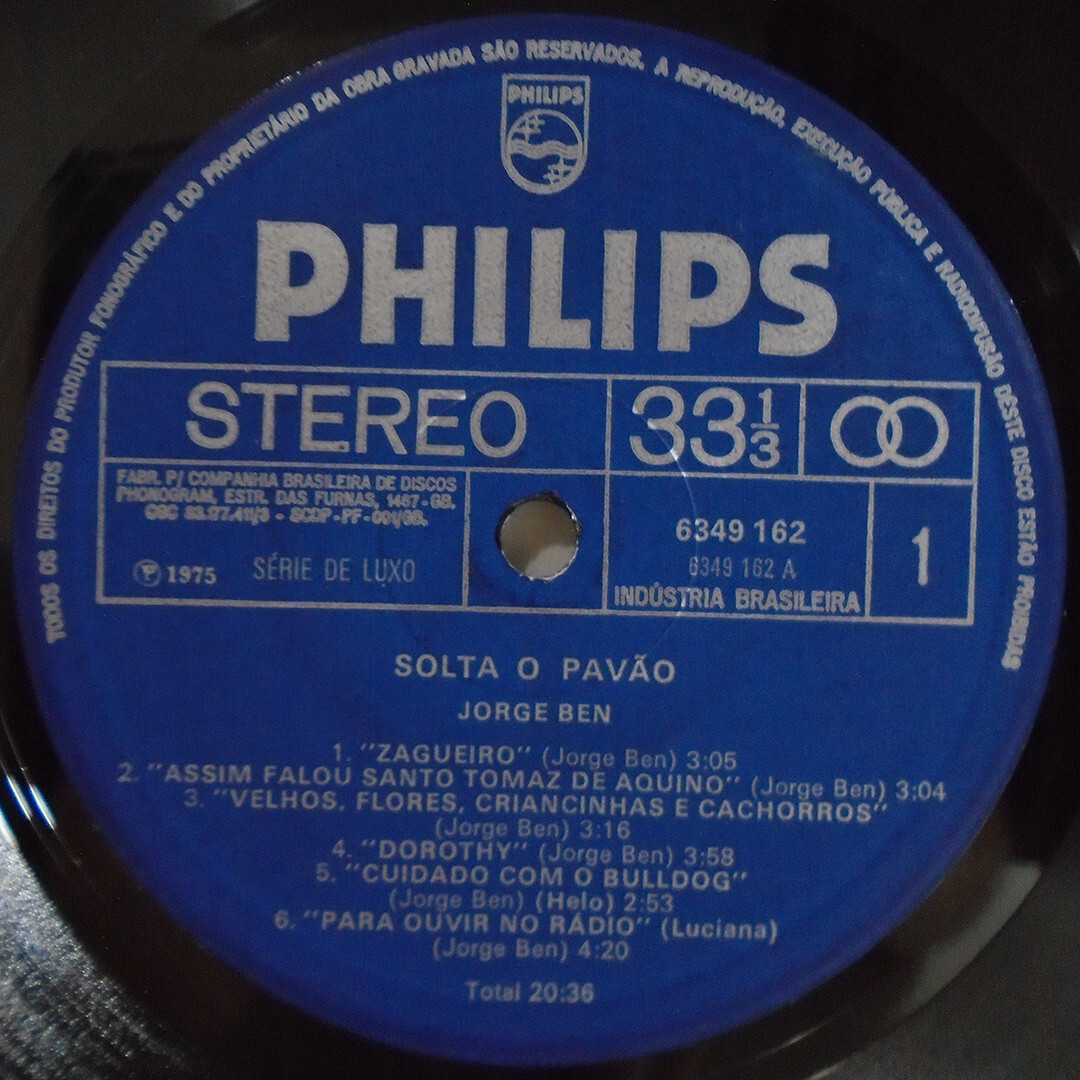 TODOS OS DIREITOS DO PRODUTOR FONOGRÁFICO E DO PROPRIETÁRIO DA OBRA GRAVADA SÃO RESERVADOS. A REPRODUÇÃO, EXECUÇÃO PÚBLICA E RADIODIFUSÃO DÊSTE DISCO ESTÃO PROIBIDAS
PHILIPS
PHILIPS
STEREO
33 1/3
FABR. P/ COMPANHIA BRASILEIRA DE DISCOS
PHONOGRAM, ESTR. DAS FURNAS, 1467-GB.
SCDP-PF-001/GB.
Ⓟ 1975 SÉRIE DE LUXO
6349 162
6349 162 A
INDÚSTRIA BRASILEIRA
1
SOLTA O PAVÃO
JORGE BEN
1. "ZAGUEIRO" (Jorge Ben) 3:05
2. "ASSIM FALOU SANTO TOMAZ DE AQUINO" (Jorge Ben) 3:04
3. "VELHOS, FLORES, CRIANCINHAS E CACHORROS"
(Jorge Ben) 3:16
4. "DOROTHY" (Jorge Ben) 3:58
5. "CUIDADO COM O BULLDOG"
(Jorge Ben) (Helo) 2:53
6. "PARA OUVIR NO RÁDIO" (Luciana)
(Jorge Ben) 4:20
Total 20:36